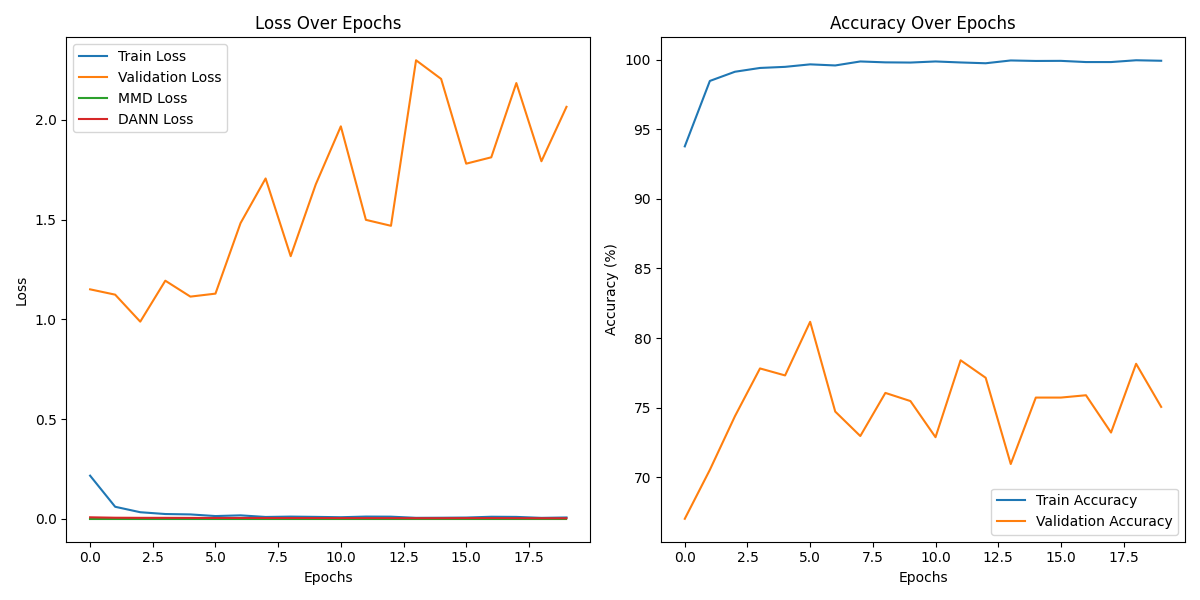 Loss Over Epochs
Train Loss
Validation Loss
MMD Loss
DANN Loss
2.0
1.5
1.0
0.5
0.0
Loss
0.0 2.5 5.0 7.5 10.0 12.5 15.0 17.5
Epochs
Accuracy Over Epochs
100
95
90
85
80
75
70
Accuracy (%)
Train Accuracy
Validation Accuracy
0.0 2.5 5.0 7.5 10.0 12.5 15.0 17.5
Epochs